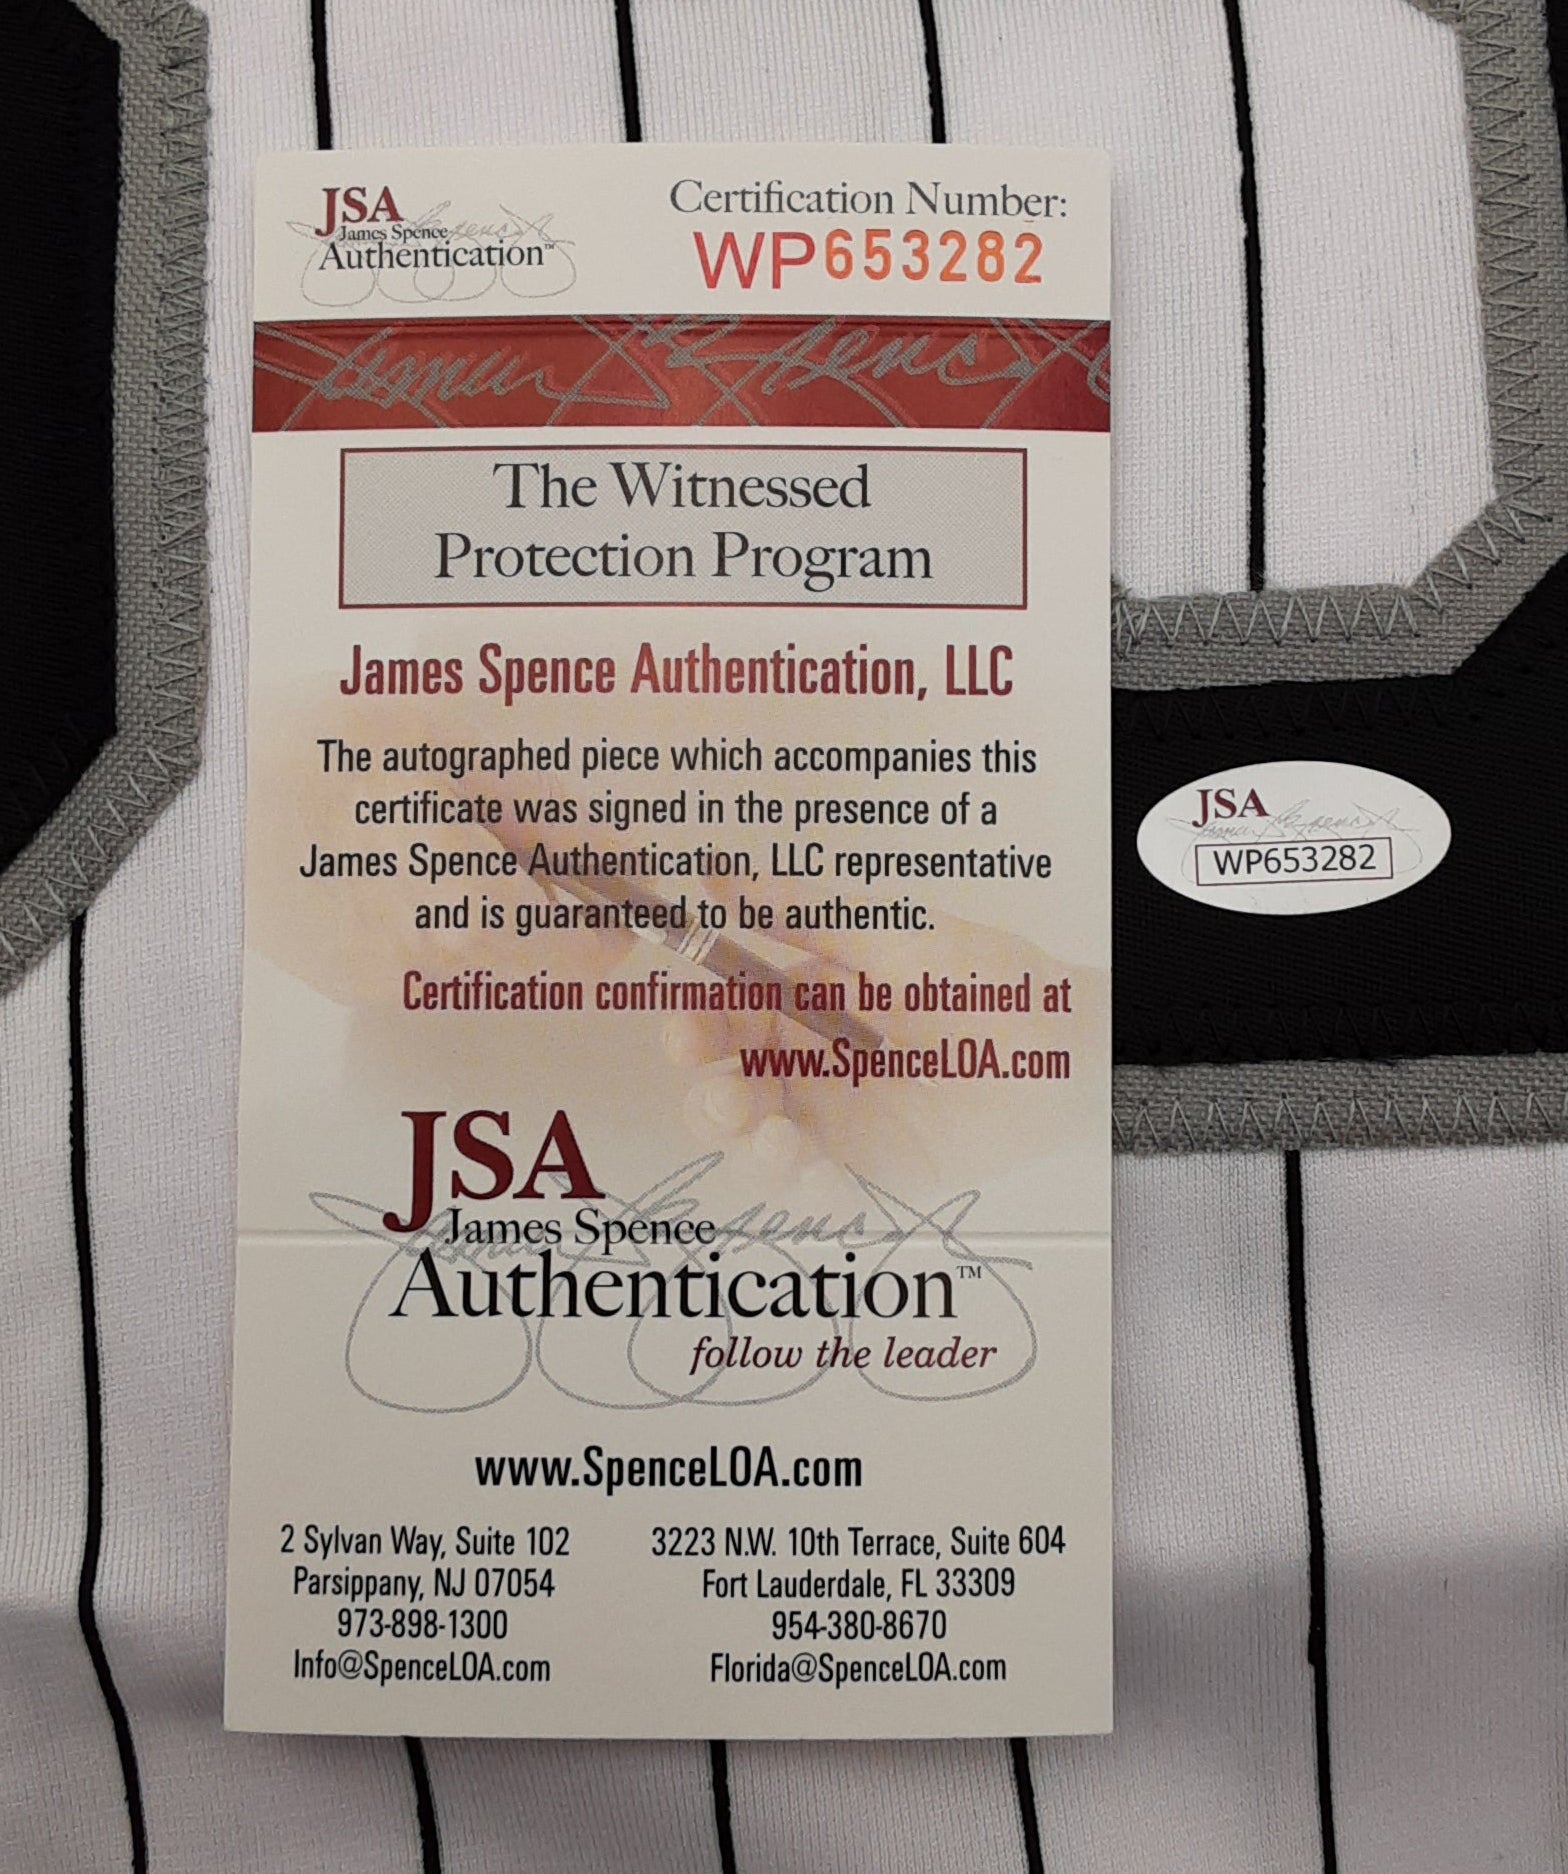 JSA
James Spence
Authentication™
Certification Number:
WP653282
The Witnessed
Protection Program
James Spence Authentication, LLC
The autographed piece which accompanies this
certificate was signed in the presence of a
James Spence Authentication, LLC representative
and is guaranteed to be authentic.
Certification confirmation can be obtained at
www.SpenceLOA.com
JSA
James Spence
Authentication™
follow the leader
www.SpenceLOA.com
2 Sylvan Way, Suite 102
Parsippany, NJ 07054
973-898-1300
Info@SpenceLOA.com
3223 N.W. 10th Terrace, Suite 604
Fort Lauderdale, FL 33309
954-380-8670
Florida@SpenceLOA.com
JSA
WP653282